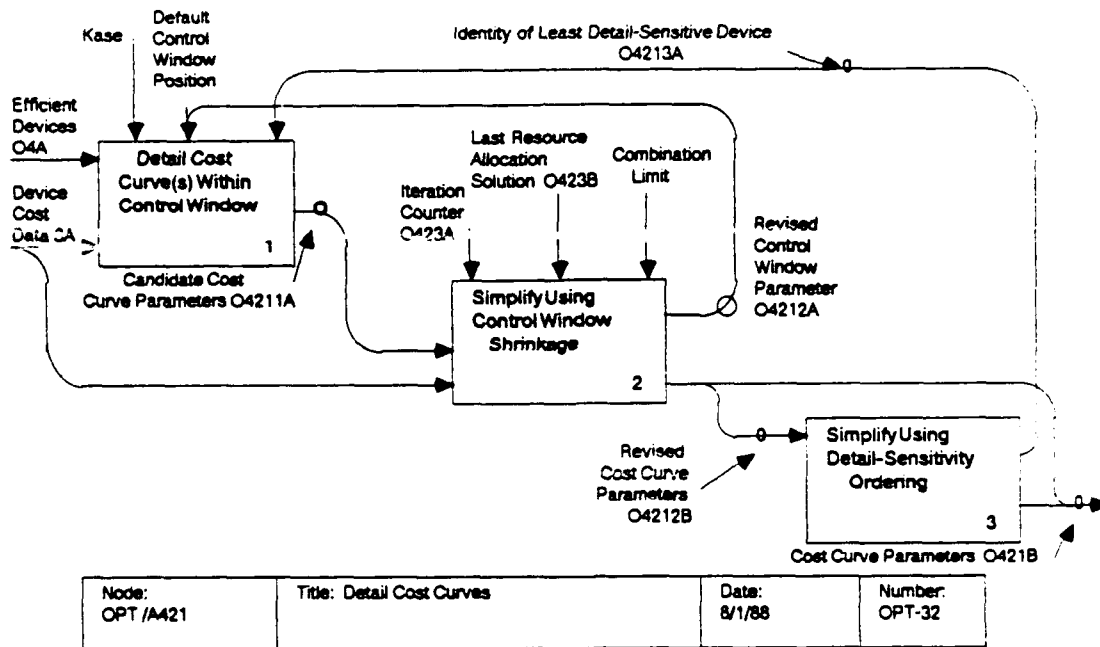 Kase
Default
Control
Window
Position
Identity of Least Detail-Sensitive Device
O4213A
Efficient
Devices
O4A
Detail Cost
Curve(s) Within
Control Window
1
Device
Cost
Data
Candidate Cost
Curve Parameters O4211A
Iteration
Counter
O423A
Last Resource
Allocation
Solution O423B
Combination
Limit
Revised
Control
Window
Parameter
O4212A
Simplify Using
Control Window
Shrinkage
2
Revised
Cost Curve
Parameters
O4212B
Simplify Using
Detail-Sensitivity
Ordering
3
Cost Curve Parameters O421B
Node:
OPT /A421
Title: Detail Cost Curves
Date:
8/1/88
Number:
OPT-32